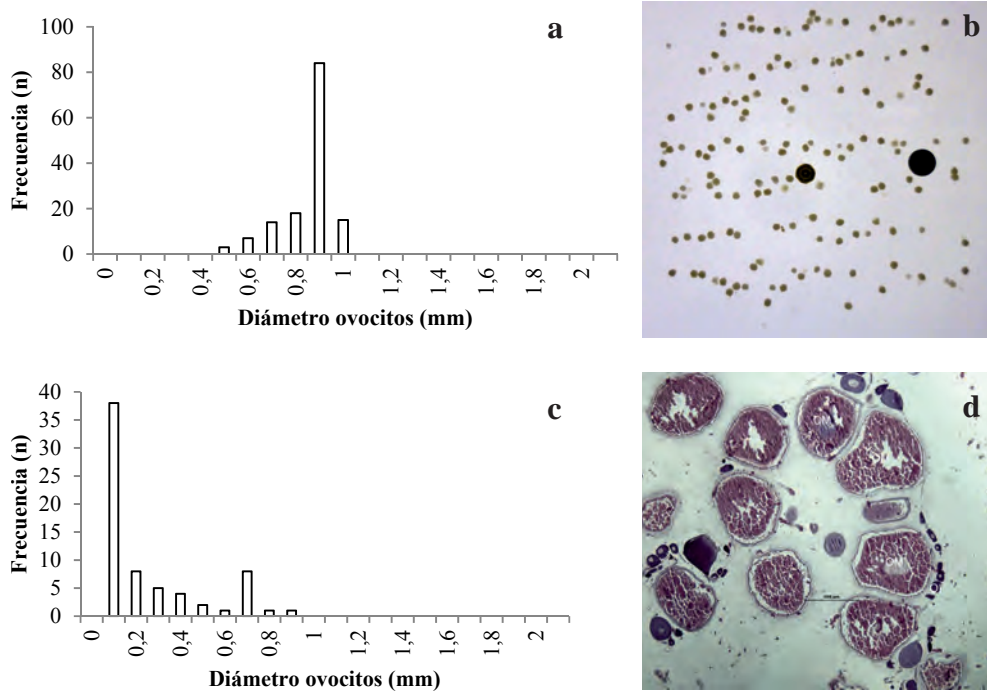 a
Frecuencia (n)
100
80
60
40
20
0
0 0,2 0,4 0,6 0,8 1 1,2 1,4 1,6 1,8 2
Diámetro ovocitos (mm)
b
c
Frecuencia (n)
40
35
30
25
20
15
10
5
0
0 0,2 0,4 0,6 0,8 1 1,2 1,4 1,6 1,8 2
Diámetro ovocitos (mm)
d